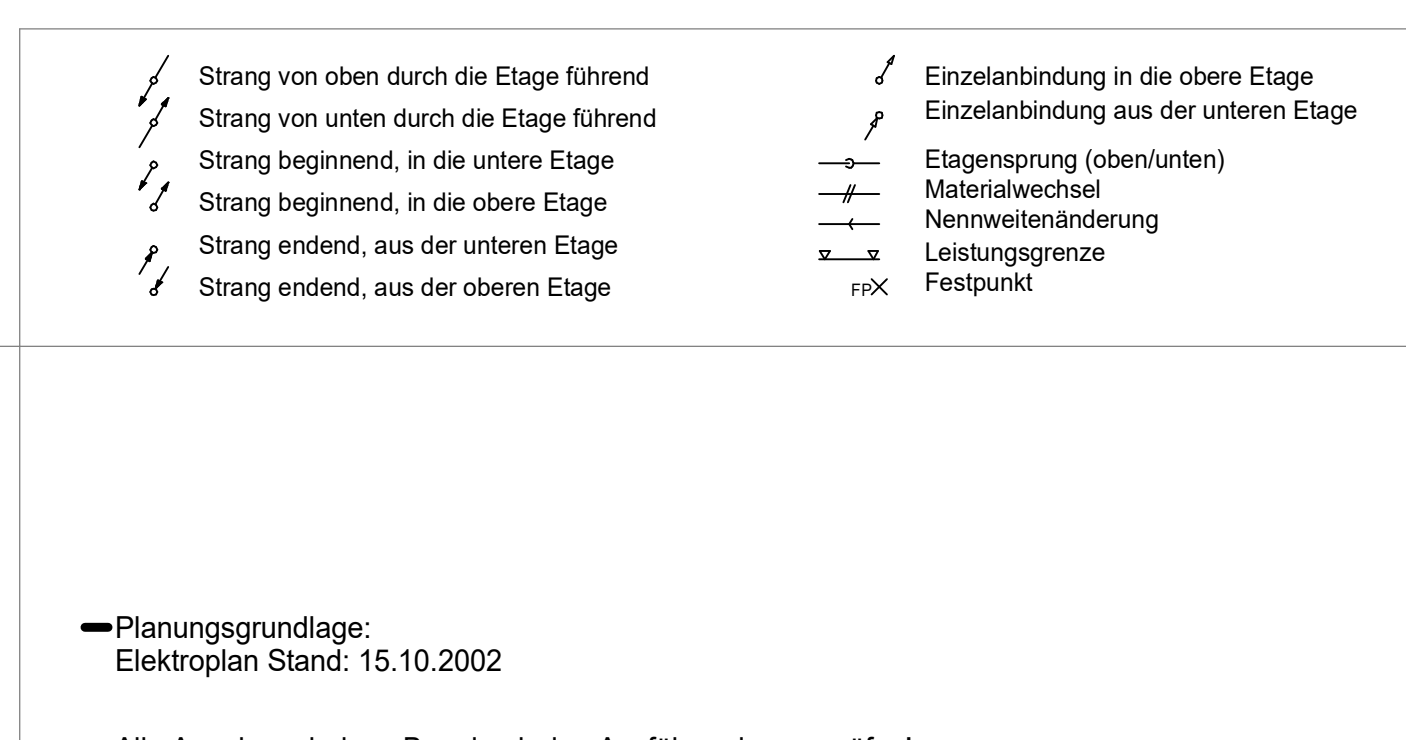 Strang von oben durch die Etage führend
Strang von unten durch die Etage führend
Strang beginnend, in die untere Etage
Strang beginnend, in die obere Etage
Strang endend, aus der unteren Etage
Strang endend, aus der oberen Etage
Einzelanbindung in die obere Etage
Einzelanbindung aus der unteren Etage
Etagensprung (oben/unten)
Materialwechsel
Nennweitenänderung
Leistungsgrenze
FP Festpunkt
Planungsgrundlage:
Elektroplan Stand: 15.10.2002